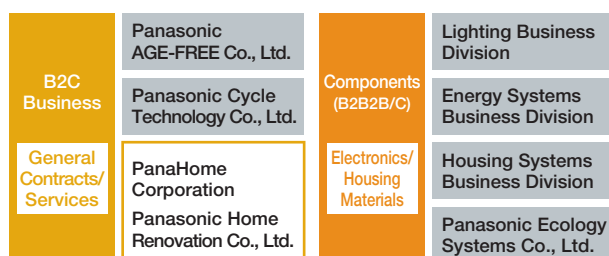 B2C
Business
General
Contracts/
Services
Panasonic
AGE-FREE Co., Ltd.
Panasonic Cycle
Technology Co., Ltd.
PanaHome
Corporation
Panasonic Home
Renovation Co., Ltd.
Components
(B2B2B/C)
Electronics/
Housing
Materials
Lighting Business
Division
Energy Systems
Business Division
Housing Systems
Business Division
Panasonic Ecology
Systems Co., Ltd.